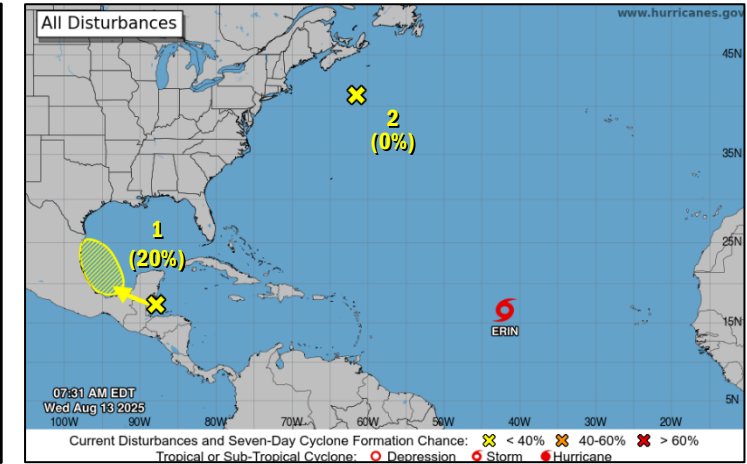 All Disturbances
www.hurricanes.gov
45N
2
(0%)
35N
1
(20%)
25N
15N
ERIN
07:31 AM EDT
Wed Aug 13 2025
5N
100W 90W 80W 70W 60W 50W 40W 30W 20W
Current Disturbances and Seven-Day Cyclone Formation Chance: < 40% 40-60% > 60%
Tropical or Sub-Tropical Cyclone: Depression Storm Hurricane